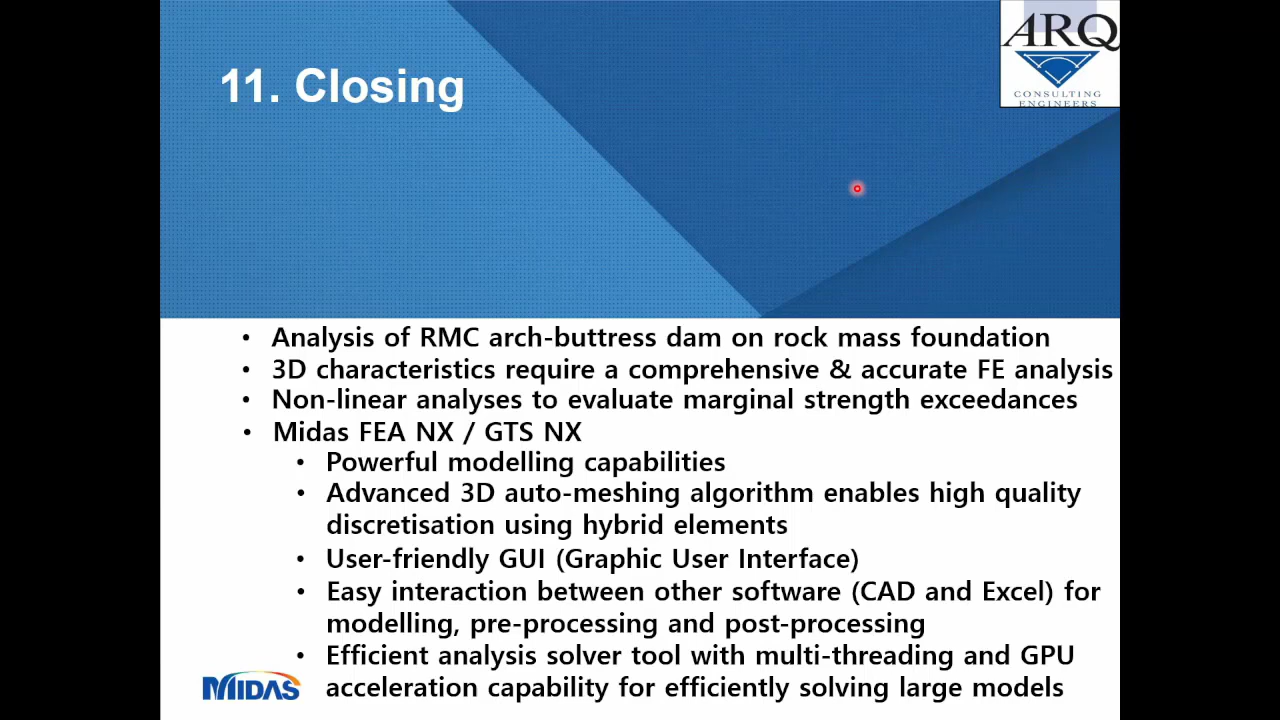 11. Closing
ARQ
CONSULTING
ENGINEERS
• Analysis of RMC arch-buttress dam on rock mass foundation
• 3D characteristics require a comprehensive & accurate FE analysis
• Non-linear analyses to evaluate marginal strength exceedances
• Midas FEA NX / GTS NX
• Powerful modelling capabilities
• Advanced 3D auto-meshing algorithm enables high quality
discretisation using hybrid elements
• User-friendly GUI (Graphic User Interface)
• Easy interaction between other software (CAD and Excel) for
modelling, pre-processing and post-processing
• Efficient analysis solver tool with multi-threading and GPU
acceleration capability for efficiently solving large models
MIDAS